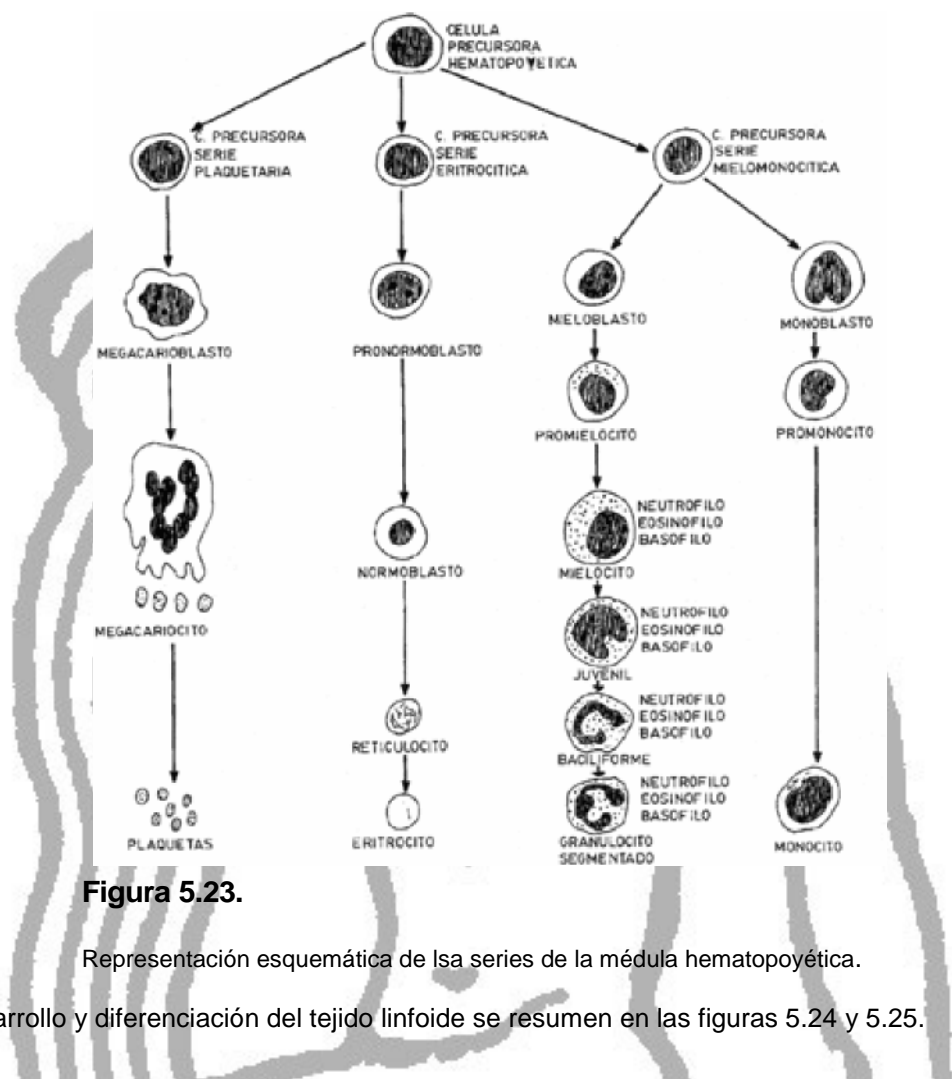 CELULA
PRECURSORA
HEMATOPOYETICA
C. PRECURSORA
SERIE
PLAQUETARIA
C. PRECURSORA
SERIE
ERITROCITICA
C. PRECURSORA
SERIE
MIELOMONOCITICA
MEGACARIOBLASTO
PRONORMOBLASTO
MIELOBLASTO
MONOBLASTO
PROMIELOCITO
PROMONOCITO
NEUTROFILO
EOSINOFILO
BASOFILO
MIELOCITO
NORMOBLASTO
MEGACARIOCITO
NEUTROFILO
EOSINOFILO
BASOFILO
JUVENIL
NEUTROFILO
EOSINOFILO
BASOFILO
RETICULOCITO
BACILIFORME
NEUTROFILO
EOSINOFILO
BASOFILO
PLAQUETAS
ERITROCITO
GRANULOCITO
SEGMENTADO
MONOCITO
Figura 5.23.
Representación esquemática de lsa series de la médula hematopoyética.
arrollo y diferenciación del tejido linfoide se resumen en las figuras 5.24 y 5.25.